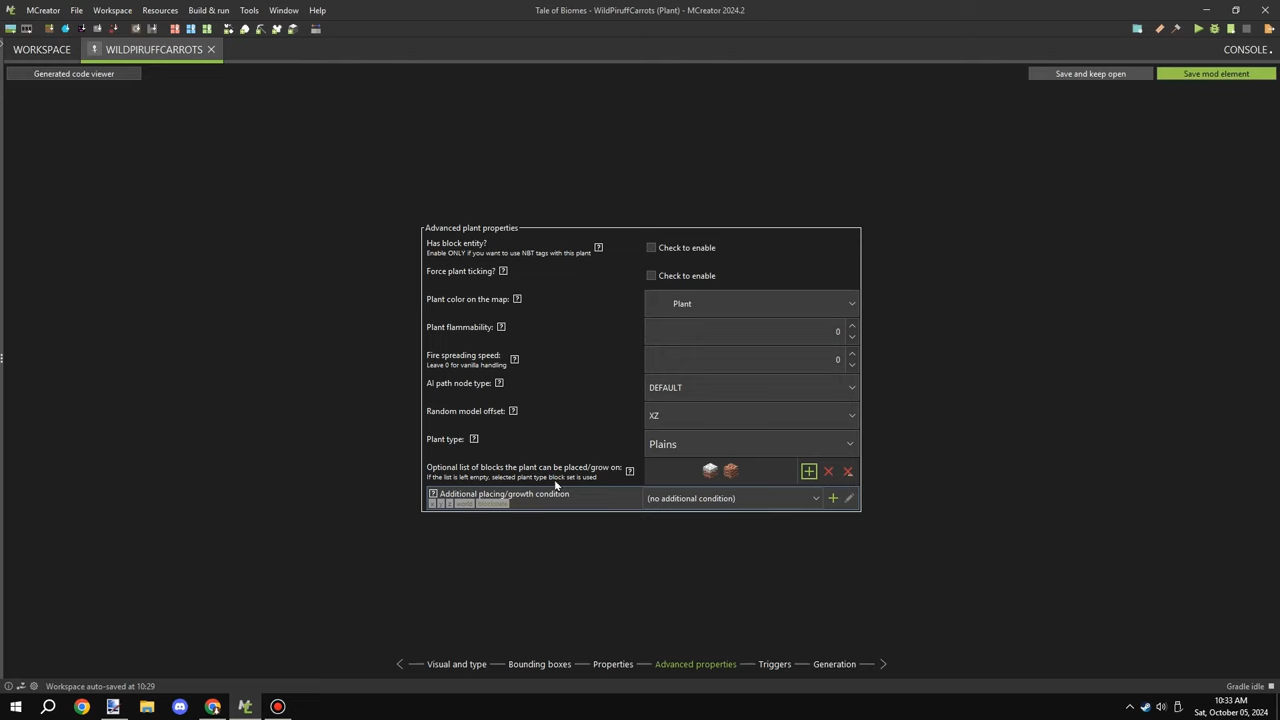 MCreator File Workspace Resources Build & run Tools Window Help Tale of Biomes - WildPiruffCarrots (Plant) - MCreator 2024.2
WORKSPACE WILDPIRUFFCARROTS CONSOLE
Generated code viewer Save and keep open Save mod element
Advanced plant properties
Has block entity?
Enable ONLY if you want to use NBT tags with this plant
Check to enable
Force plant ticking? Check to enable
Plant color on the map: Plant
Plant flammability: 0
Fire spreading speed: 0
Leave 0 for vanilla handling
AI path node type: DEFAULT
Random model offset: XZ
Plant type: Plains
Optional list of blocks the plant can be placed/grow on:
If the list is left empty, selected plant type block set is used
Additional placing/growth condition (no additional condition)
x y z world
Visual and type Bounding boxes Properties Advanced properties Triggers Generation
Workspace auto-saved at 10:29 Gradle idle
10:33 AM
Sat, October 05, 2024